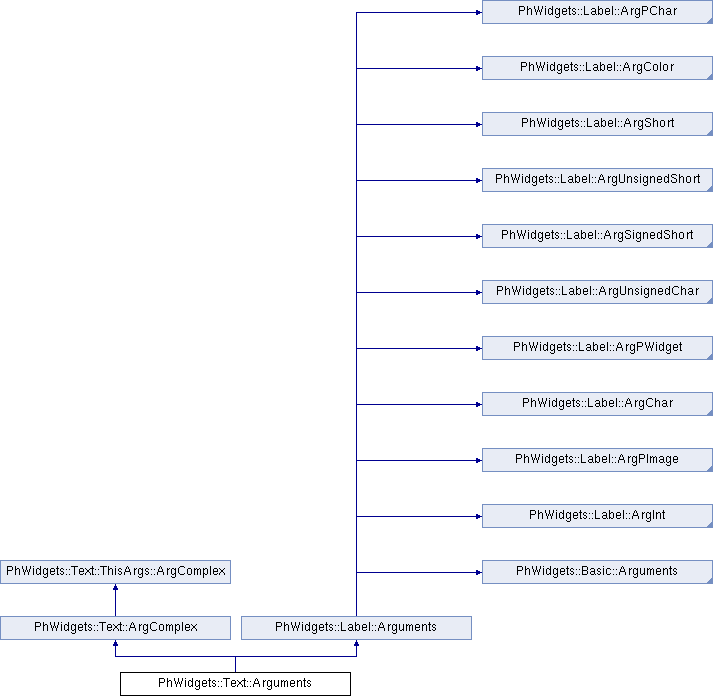 PhWidgets::Label::ArgPChar
PhWidgets::Label::ArgColor
PhWidgets::Label::ArgShort
PhWidgets::Label::ArgUnsignedShort
PhWidgets::Label::ArgSignedShort
PhWidgets::Label::ArgUnsignedChar
PhWidgets::Label::ArgPWidget
PhWidgets::Label::ArgChar
PhWidgets::Label::ArgPImage
PhWidgets::Label::ArgInt
PhWidgets::Text::ThisArgs::ArgComplex
PhWidgets::Basic::Arguments
PhWidgets::Text::ArgComplex
PhWidgets::Label::Arguments
PhWidgets::Text::Arguments